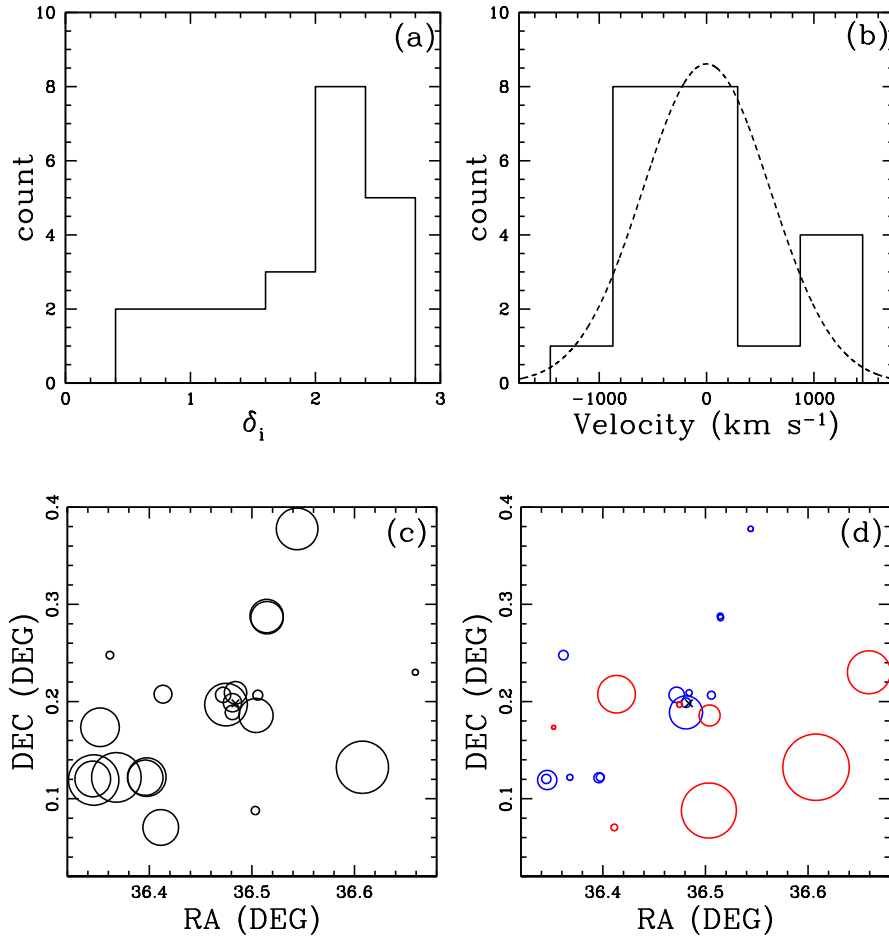 (a)
count
10
8
6
4
2
0
0 1 2 3
δi
(b)
count
10
8
6
4
2
0
−1000 0 1000
Velocity (km s⁻¹)
(c)
DEC (DEG)
0.4
0.3
0.2
0.1
36.4 36.5 36.6
RA (DEG)
(d)
DEC (DEG)
0.4
0.3
0.2
0.1
36.4 36.5 36.6
RA (DEG)